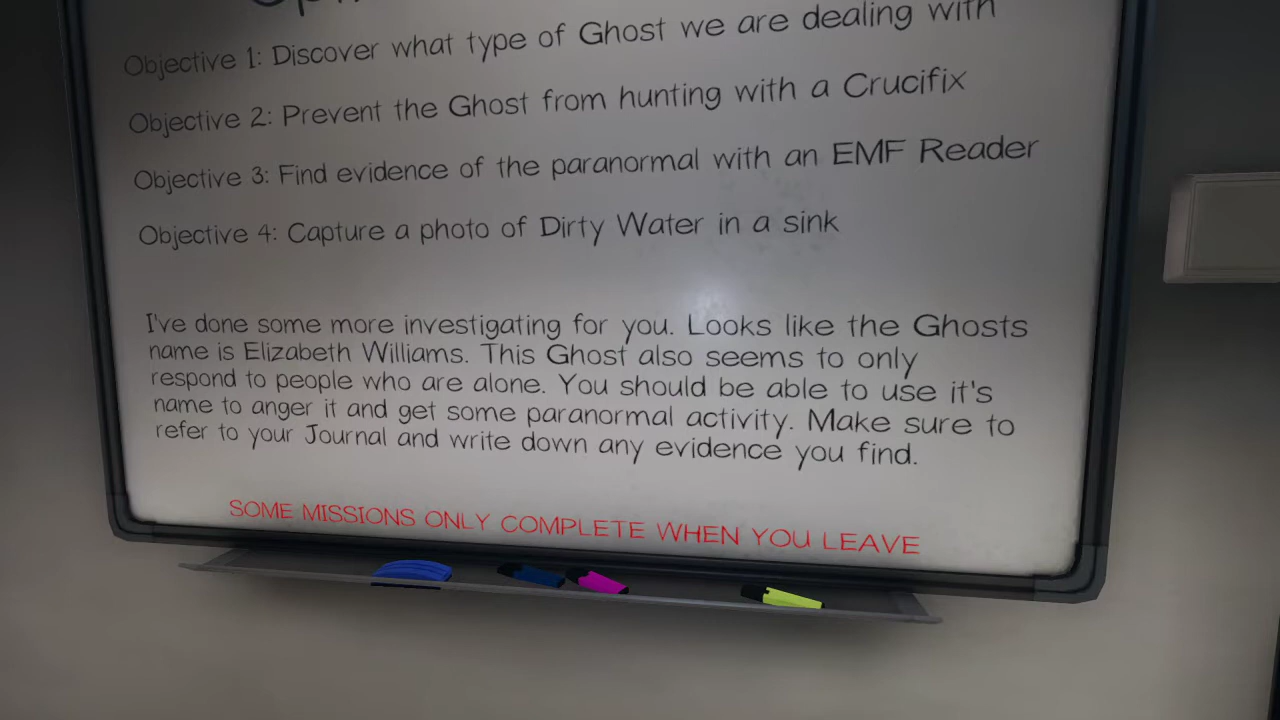 Objective 1: Discover what type of Ghost we are dealing with
Objective 2: Prevent the Ghost from hunting with a Crucifix
Objective 3: Find evidence of the paranormal with an EMF Reader
Objective 4: Capture a photo of Dirty Water in a sink
I've done some more investigating for you. Looks like the Ghosts
name is Elizabeth Williams. This Ghost also seems to only
respond to people who are alone. You should be able to use it's
name to anger it and get some paranormal activity. Make sure to
refer to your Journal and write down any evidence you find.
SOME MISSIONS ONLY COMPLETE WHEN YOU LEAVE